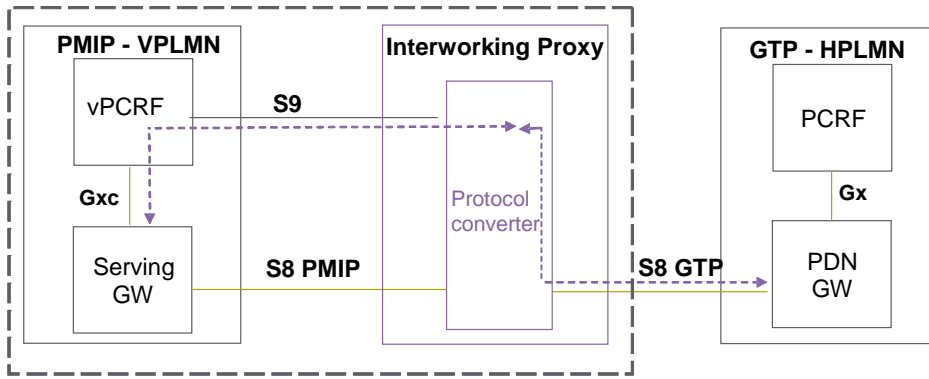 PMIP - VPLMN
Interworking Proxy
GTP - HPLMN
vPCRF
S9
PCRF
Gxc
Protocol
converter
Gx
Serving
GW
S8 PMIP
S8 GTP
PDN
GW